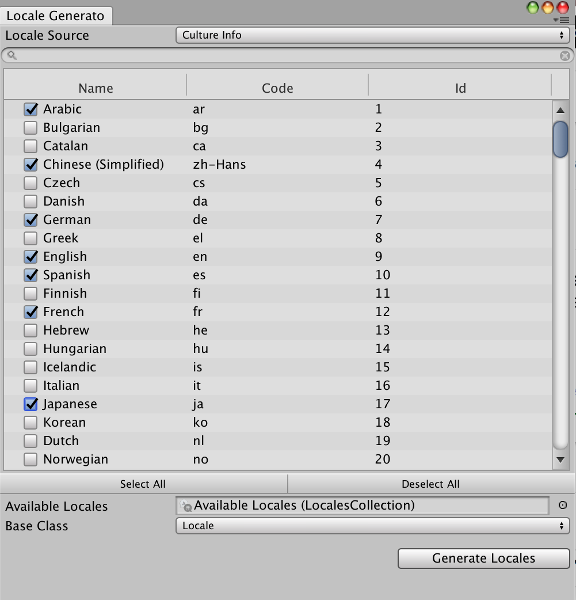 Locale Generato
Locale Source Culture Info
Name Code Id
Arabic ar 1
Bulgarian bg 2
Catalan ca 3
Chinese (Simplified) zh-Hans 4
Czech cs 5
Danish da 6
German de 7
Greek el 8
English en 9
Spanish es 10
Finnish fi 11
French fr 12
Hebrew he 13
Hungarian hu 14
Icelandic is 15
Italian it 16
Japanese ja 17
Korean ko 18
Dutch nl 19
Norwegian no 20
Select All Deselect All
Available Locales Available Locales (LocalesCollection)
Base Class Locale
Generate Locales